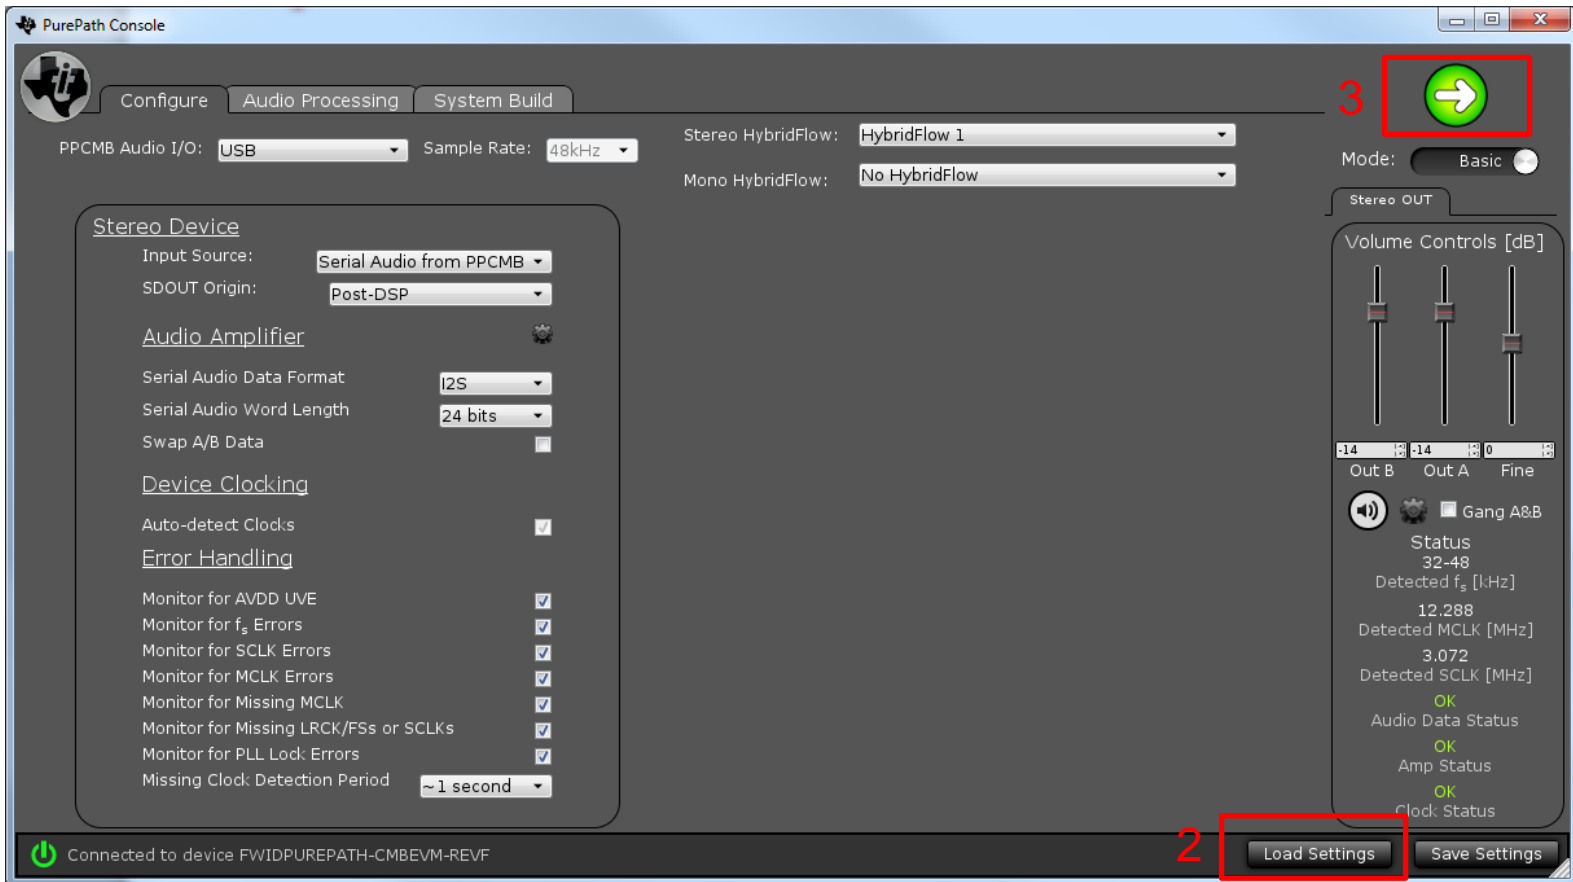 PurePath Console
Configure
Audio Processing
System Build
3
PPCMB Audio I/O:
USB
Sample Rate:
48kHz
Stereo HybridFlow:
HybridFlow 1
Mono HybridFlow:
No HybridFlow
Mode:
Basic
Stereo OUT
Stereo Device
Input Source:
Serial Audio from PPCMB
SDOUT Origin:
Post-DSP
Audio Amplifier
Serial Audio Data Format
I2S
Serial Audio Word Length
24 bits
Swap A/B Data
Device Clocking
Auto-detect Clocks
Error Handling
Monitor for AVDD UVE
Monitor for fs Errors
Monitor for SCLK Errors
Monitor for MCLK Errors
Monitor for Missing MCLK
Monitor for Missing LRCK/FSs or SCLKs
Monitor for PLL Lock Errors
Missing Clock Detection Period
~1 second
Volume Controls [dB]
-14
-14
0
Out B
Out A
Fine
Gang A&B
Status
32-48
Detected fs [kHz]
12.288
Detected MCLK [MHz]
3.072
Detected SCLK [MHz]
OK
Audio Data Status
OK
Amp Status
OK
Clock Status
Connected to device FWIDPUREPATH-CMBEVM-REVF
2
Load Settings
Save Settings